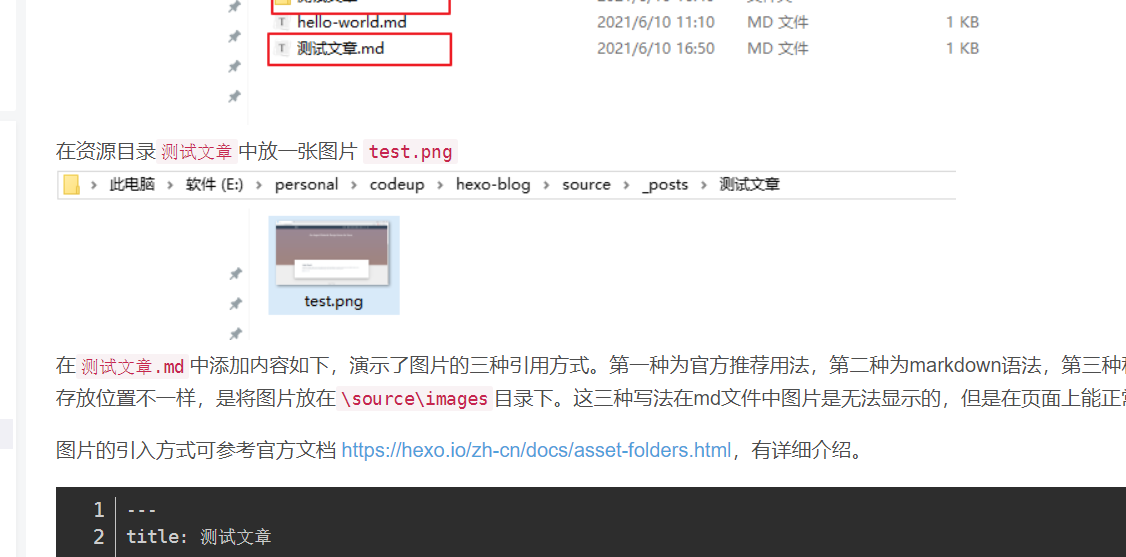 hello-world.md 2021/6/10 11:10 MD 文件 1 KB
测试文章.md 2021/6/10 16:50 MD 文件 1 KB
在资源目录 测试文章 中放一张图片 test.png
此电脑 > 软件 (E:) > personal > codeup > hexo-blog > source > _posts > 测试文章
test.png
在 测试文章.md 中添加内容如下，演示了图片的三种引用方式。第一种为官方推荐用法，第二种为markdown语法，第三种
存放位置不一样，是将图片放在 \source\images 目录下。这三种写法在md文件中图片是无法显示的，但是在页面上能正
图片的引入方式可参考官方文档 https://hexo.io/zh-cn/docs/asset-folders.html，有详细介绍。
1 ---
2 title: 测试文章